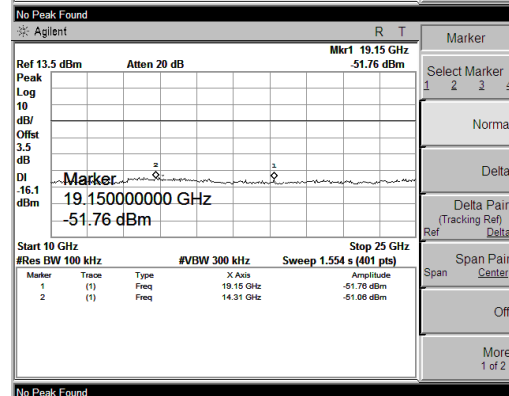 No Peak Found
Agilent R T
Marker
Mkr1 19.15 GHz
Ref 13.5 dBm Atten 20 dB -51.76 dBm
Peak
Log
10
dB/
Offst
3.5
dB
DI
-16.1
dBm
2
1
Marker
19.150000000 GHz
-51.76 dBm
Start 10 GHz Stop 25 GHz
#Res BW 100 kHz #VBW 300 kHz Sweep 1.554 s (401 pts)
Marker Trace Type X Axis Amplitude
1 (1) Freq 19.15 GHz -51.76 dBm
2 (1) Freq 14.31 GHz -51.06 dBm
Select Marker
1 2 3 4
Norma
Delta
Delta Pair
(Tracking Ref)
Ref Delta
Span Pair
Span Center
Off
More
1 of 2
No Peak Found